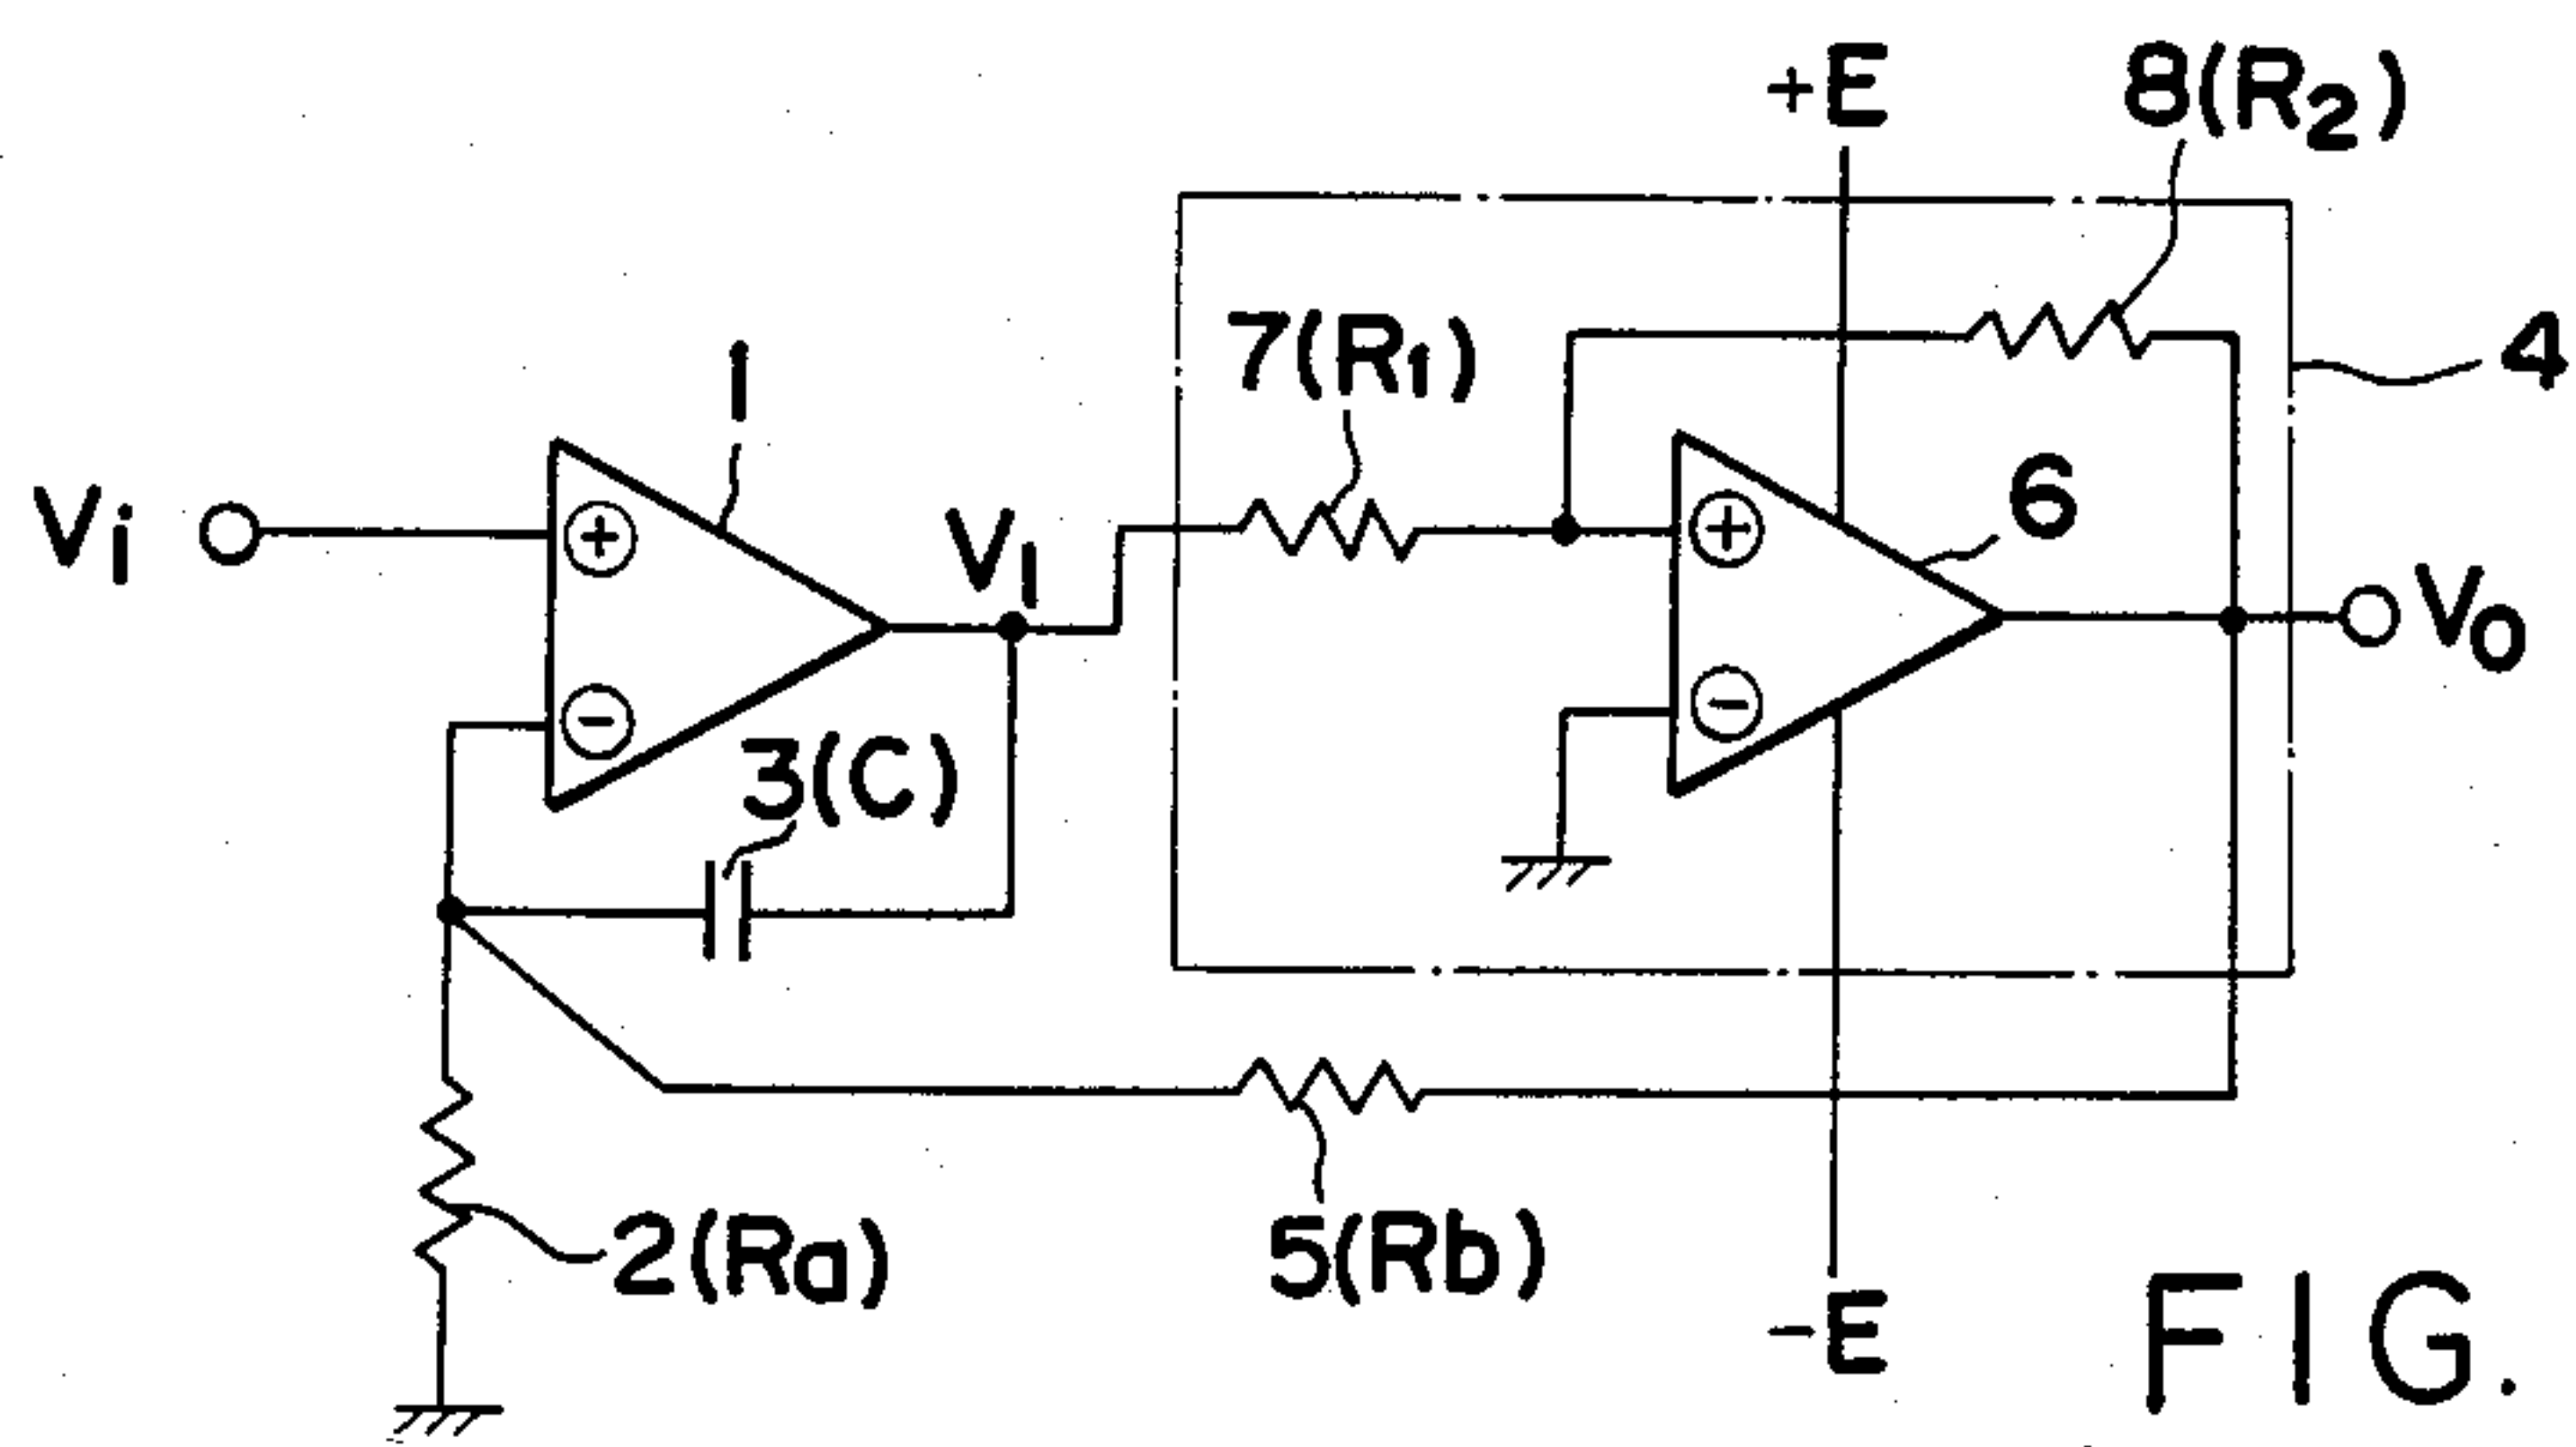 +E
8(R2)
7(R1)
4
1
Vi
+
V1
+
6
Vo
-
-
3(C)
2(Ra)
5(Rb)
-E
FIG.